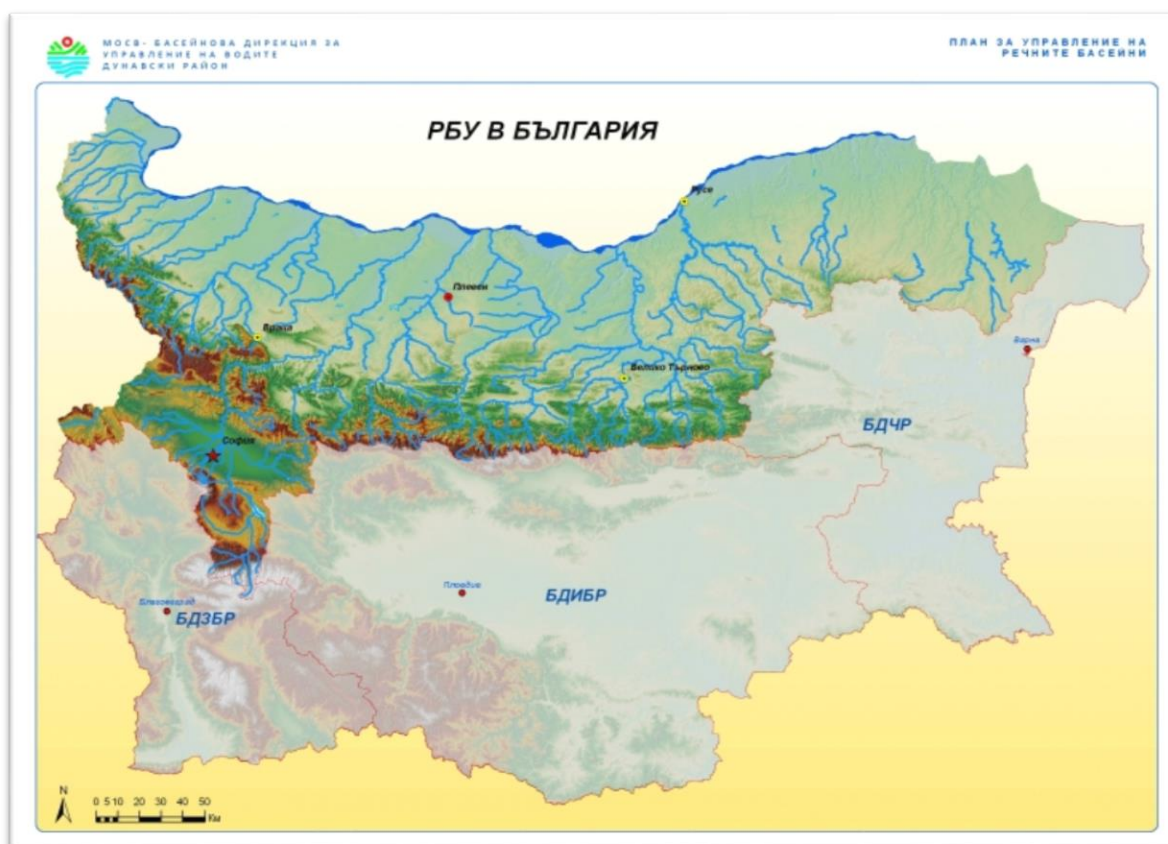 МОСВ- БАСЕЙНОВА ДИРЕКЦИЯ ЗА
УПРАВЛЕНИЕ НА ВОДИТЕ
ДУНАВСКИ РАЙОН
ПЛАН ЗА УПРАВЛЕНИЕ НА
РЕЧНИТЕ БАСЕЙНИ
РБУ В БЪЛГАРИЯ
Русе
Плевен
Враца
Варна
Велико Търново
БДЧР
София
Пловдив
БДИБР
Благоевград
БДЗБР
N
0 5 10 20 30 40 50
Км